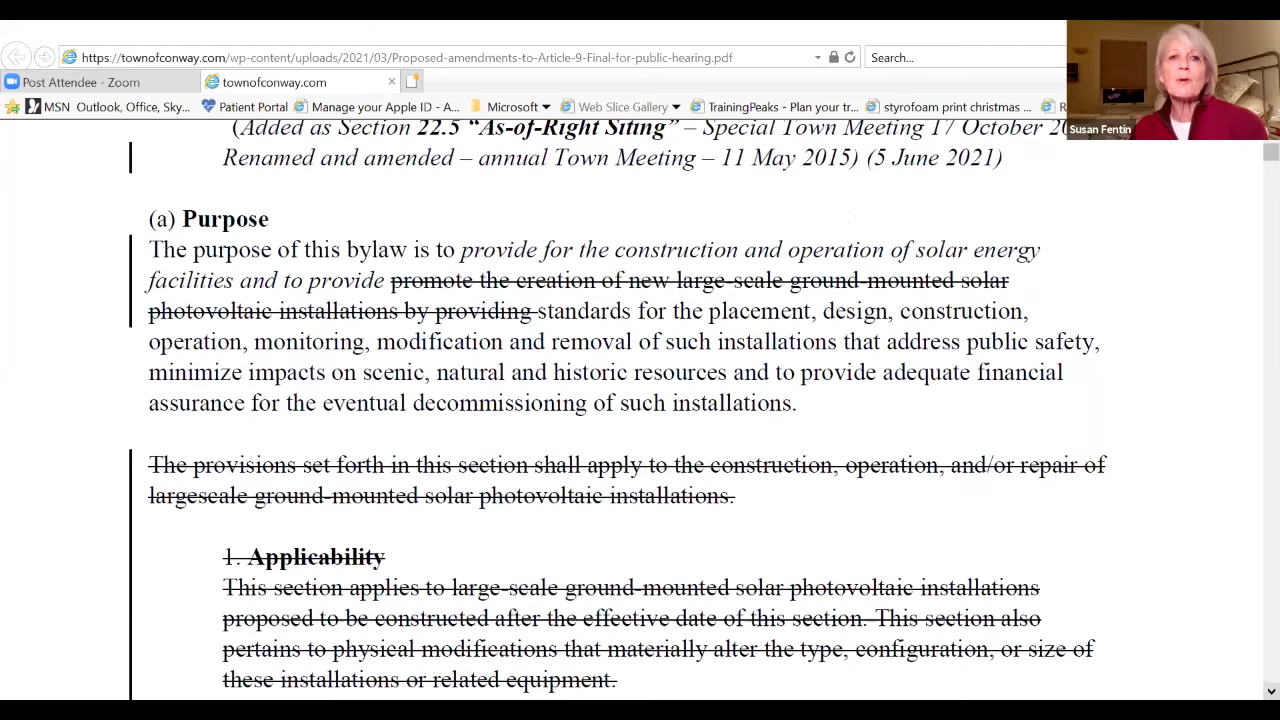 https://townofconway.com/wp-content/uploads/2021/03/Proposed-amendments-to-Article-9-Final-for-public-hearing.pdf
Search...
Post Attendee - Zoom
townofconway.com
MSN
Outlook, Office, Sky...
Patient Portal
Manage your Apple ID - A...
Microsoft
Web Slice Gallery
TrainingPeaks - Plan your tr...
styrofoam print christmas ...
Susan Fentin
(Added as Section 22.5 “As-of-Right Siting” – Special Town Meeting 17 October
Renamed and amended – annual Town Meeting – 11 May 2015) (5 June 2021)
(a) Purpose
The purpose of this bylaw is to provide for the construction and operation of solar energy
facilities and to provide promote the creation of new large-scale ground-mounted solar
photovoltaic installations by providing standards for the placement, design, construction,
operation, monitoring, modification and removal of such installations that address public safety,
minimize impacts on scenic, natural and historic resources and to provide adequate financial
assurance for the eventual decommissioning of such installations.
The provisions set forth in this section shall apply to the construction, operation, and/or repair of
largescale ground-mounted solar photovoltaic installations.
1. Applicability
This section applies to large-scale ground-mounted solar photovoltaic installations
proposed to be constructed after the effective date of this section. This section also
pertains to physical modifications that materially alter the type, configuration, or size of
these installations or related equipment.